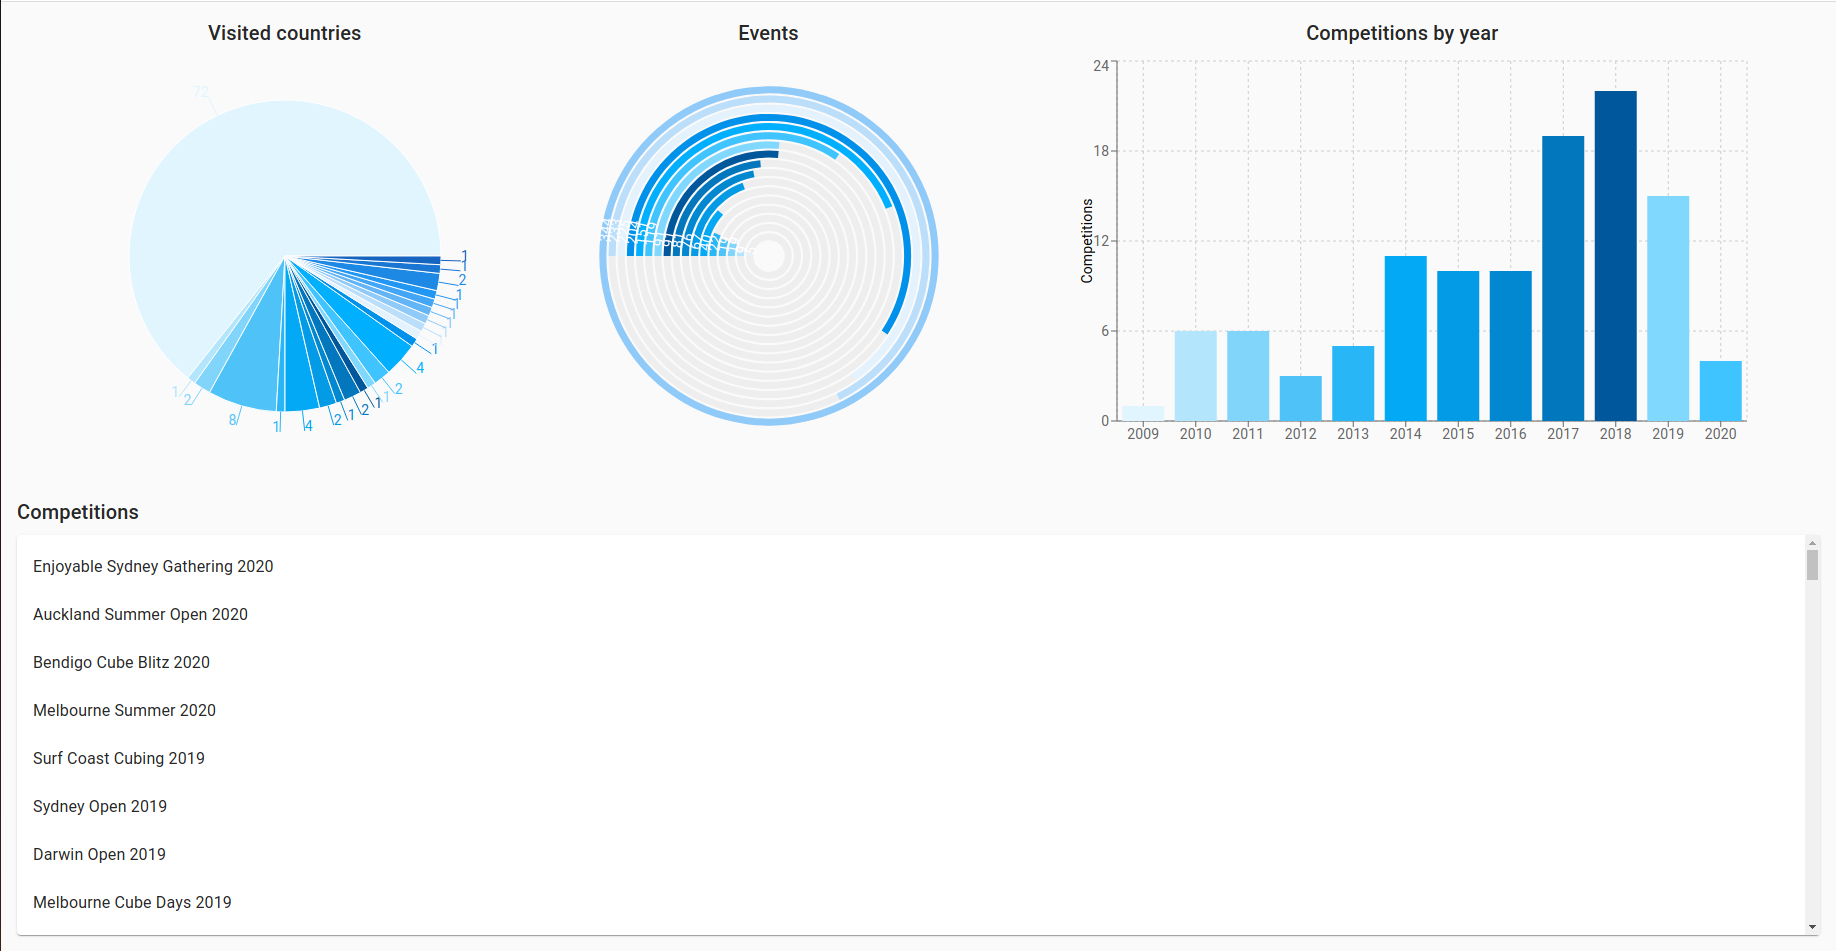 Visited countries
72
1
1
2
1
1
1
1
1
4
2
1
1
2
1
2
4
1
8
2
1
Events
Competitions by year
24
18
12
6
0
Competitions
2009 2010 2011 2012 2013 2014 2015 2016 2017 2018 2019 2020
Competitions
Enjoyable Sydney Gathering 2020
Auckland Summer Open 2020
Bendigo Cube Blitz 2020
Melbourne Summer 2020
Surf Coast Cubing 2019
Sydney Open 2019
Darwin Open 2019
Melbourne Cube Days 2019